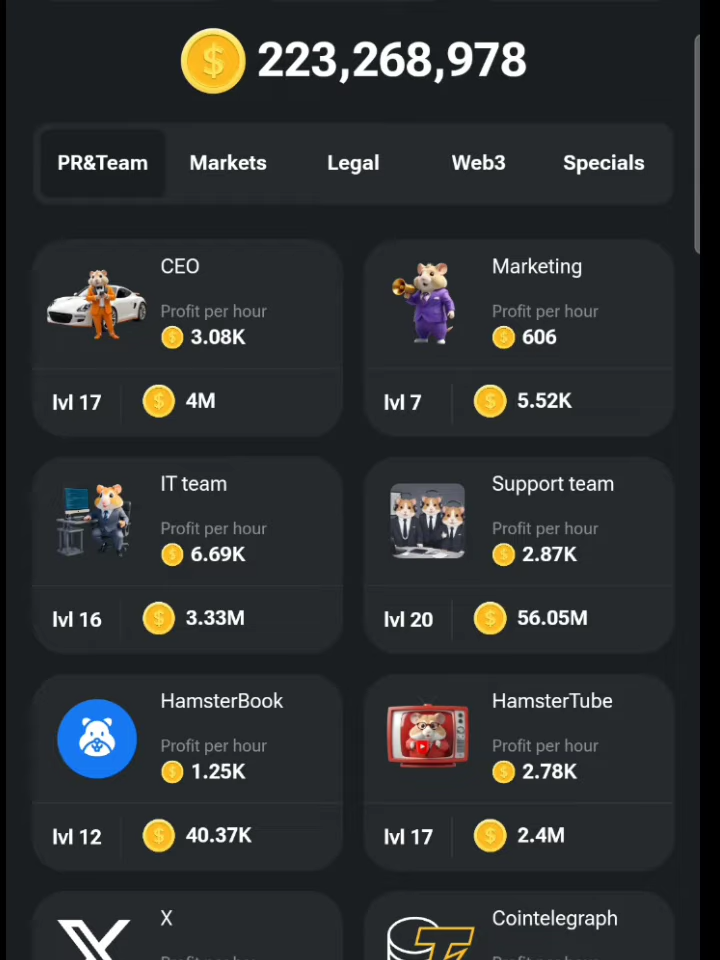 223,268,978
PR&Team Markets Legal Web3 Specials
CEO
Profit per hour
3.08K
lvl 17 4M
Marketing
Profit per hour
606
lvl 7 5.52K
IT team
Profit per hour
6.69K
lvl 16 3.33M
Support team
Profit per hour
2.87K
lvl 20 56.05M
HamsterBook
Profit per hour
1.25K
lvl 12 40.37K
HamsterTube
Profit per hour
2.78K
lvl 17 2.4M
X
Cointelegraph